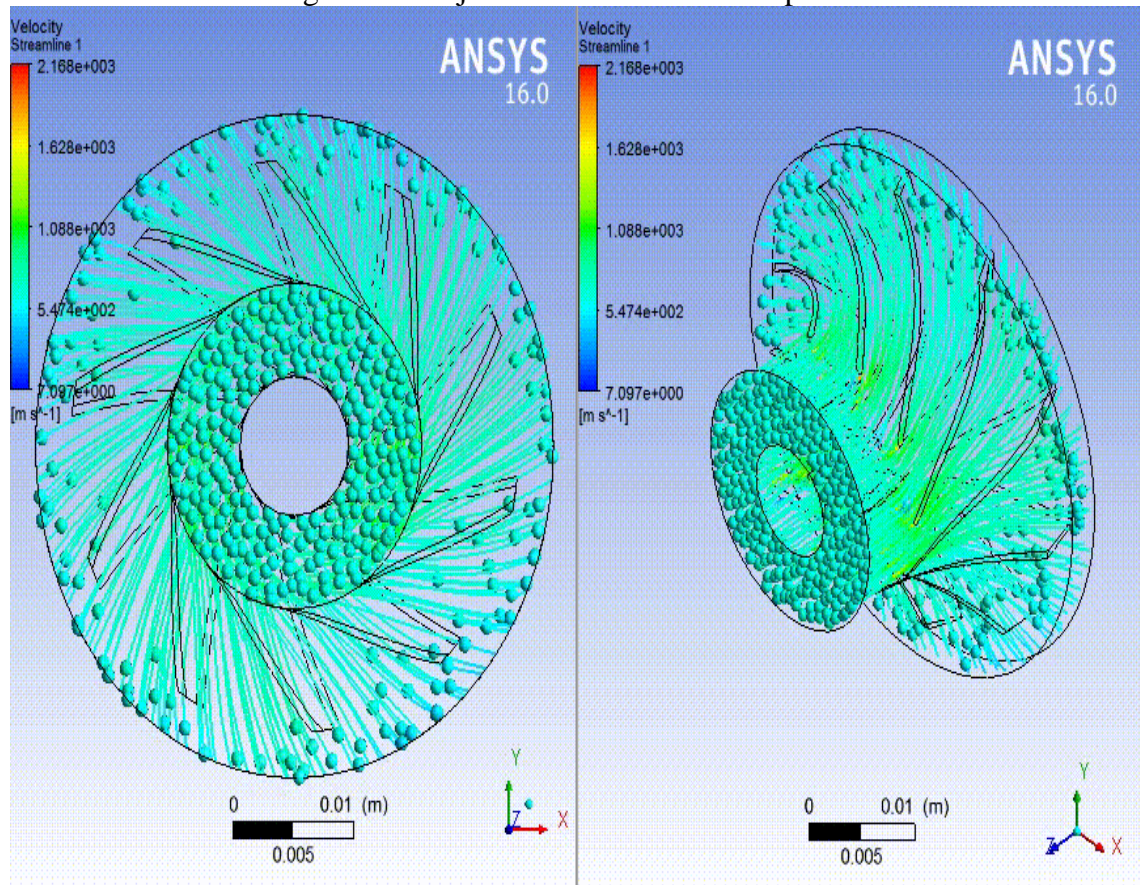 Velocity
Streamline 1
2.168e+003
1.628e+003
1.088e+003
5.474e+002
7.097e+000
[m s^-1]
ANSYS
16.0
0 0.01 (m)
0.005
Y
Z X
Velocity
Streamline 1
2.168e+003
1.628e+003
1.088e+003
5.474e+002
7.097e+000
[m s^-1]
ANSYS
16.0
0 0.01 (m)
0.005
Y
Z X